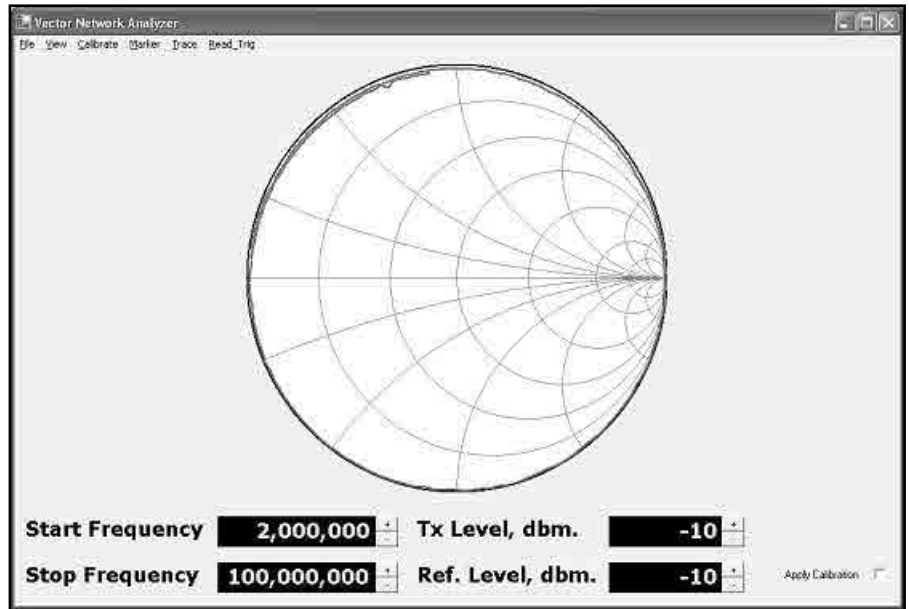 Vector Network Analyzer
File View Calibrate Marker Trace Read_Trig
Start Frequency 2,000,000 + - Tx Level, dbm. -10 + -
Stop Frequency 100,000,000 + - Ref. Level, dbm. -10 + -
Apply Calibration